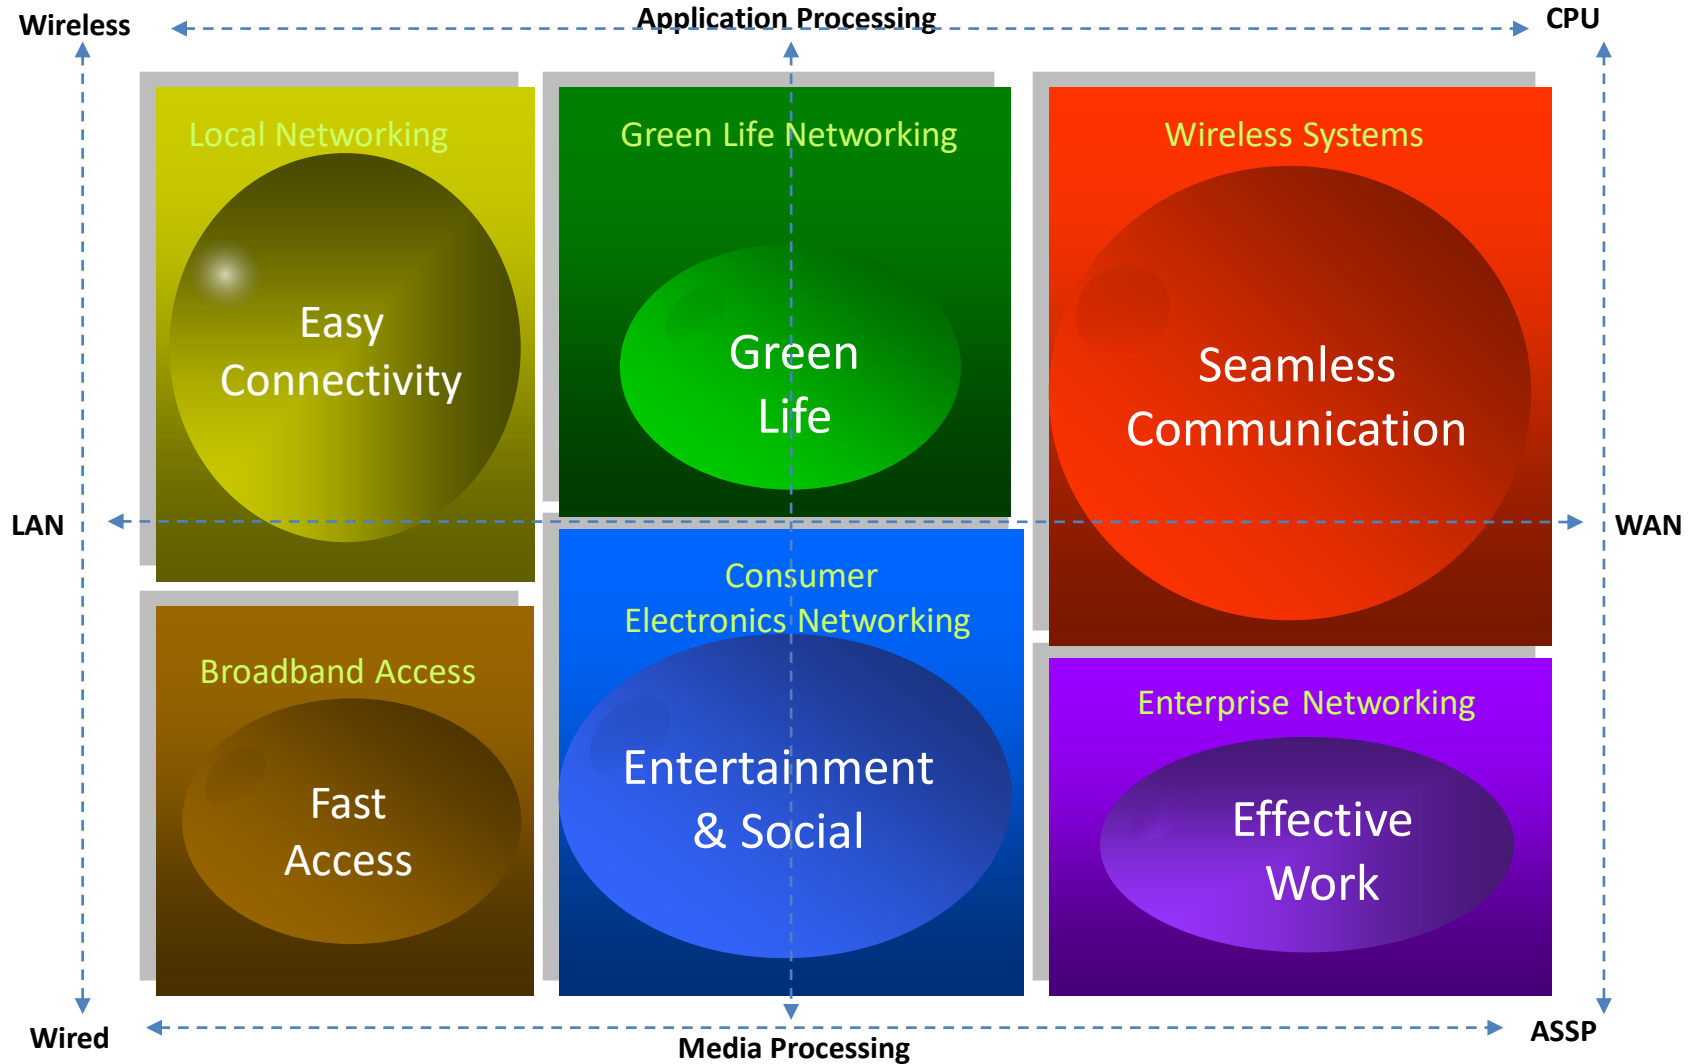 Wireless
Application Processing
CPU
Local Networking
Green Life Networking
Wireless Systems
Easy
Connectivity
Green
Life
Seamless
Communication
LAN
WAN
Consumer
Electronics Networking
Broadband Access
Enterprise Networking
Fast
Access
Entertainment
& Social
Effective
Work
Wired
Media Processing
ASSP